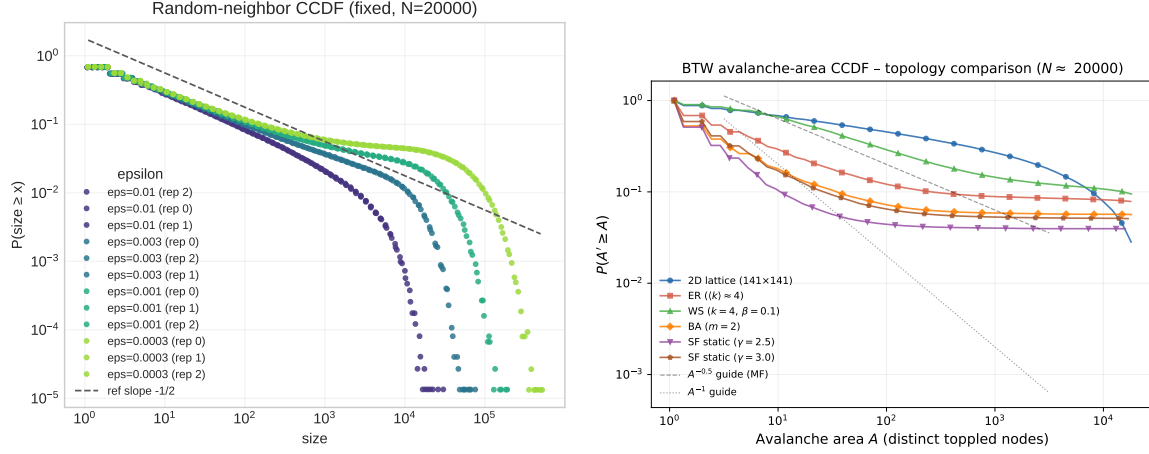 Random-neighbor CCDF (fixed, N=20000)
P(size ≥ x)
10⁰
10⁻¹
10⁻²
10⁻³
10⁻⁴
10⁻⁵
epsilon
eps=0.01 (rep 2)
eps=0.01 (rep 0)
eps=0.01 (rep 1)
eps=0.003 (rep 0)
eps=0.003 (rep 2)
eps=0.003 (rep 1)
eps=0.001 (rep 0)
eps=0.001 (rep 1)
eps=0.001 (rep 2)
eps=0.0003 (rep 0)
eps=0.0003 (rep 1)
eps=0.0003 (rep 2)
ref slope -1/2
10⁰ 10¹ 10² 10³ 10⁴ 10⁵
size
BTW avalanche-area CCDF – topology comparison (N ≈ 20000)
P(A′ ≥ A)
10⁰
10⁻¹
10⁻²
10⁻³
2D lattice (141×141)
ER (⟨k⟩ ≈ 4)
WS (k = 4, β = 0.1)
BA (m = 2)
SF static (γ = 2.5)
SF static (γ = 3.0)
A⁻⁰·⁵ guide (MF)
A⁻¹ guide
10⁰ 10¹ 10² 10³ 10⁴
Avalanche area A (distinct toppled nodes)